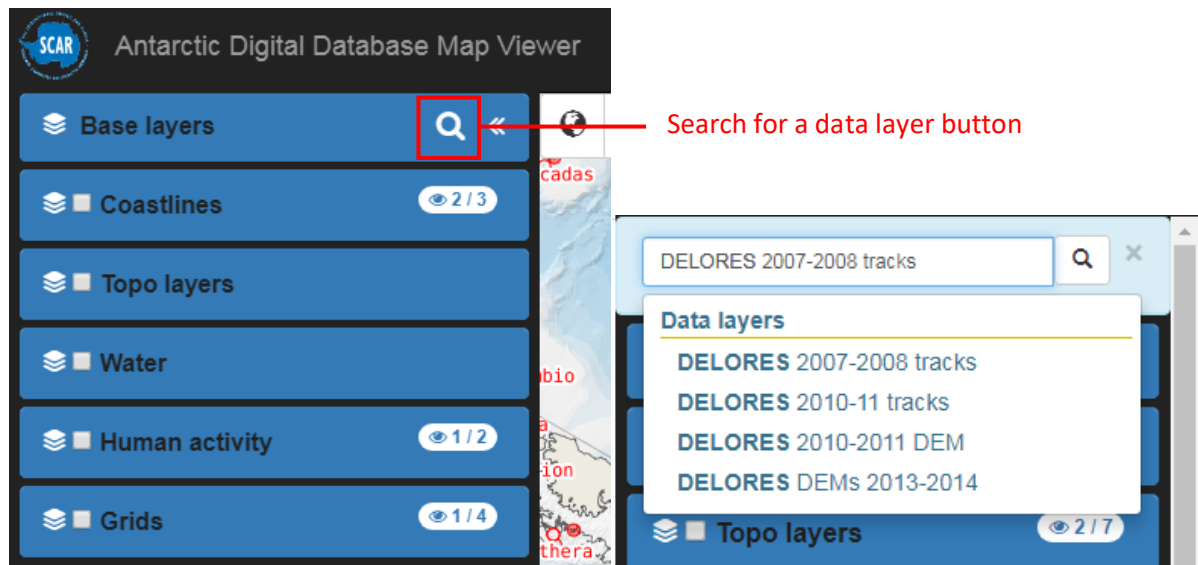 SCAR
Antarctic Digital Database Map Viewer
Base layers
Search for a data layer button
cadas
Coastlines
2 / 3
Topo layers
Water
Human activity
1 / 2
Grids
1 / 4
thera
DELORES 2007-2008 tracks
Data layers
DELORES 2007-2008 tracks
DELORES 2010-11 tracks
DELORES 2010-2011 DEM
DELORES DEMs 2013-2014
Topo layers
2 / 7